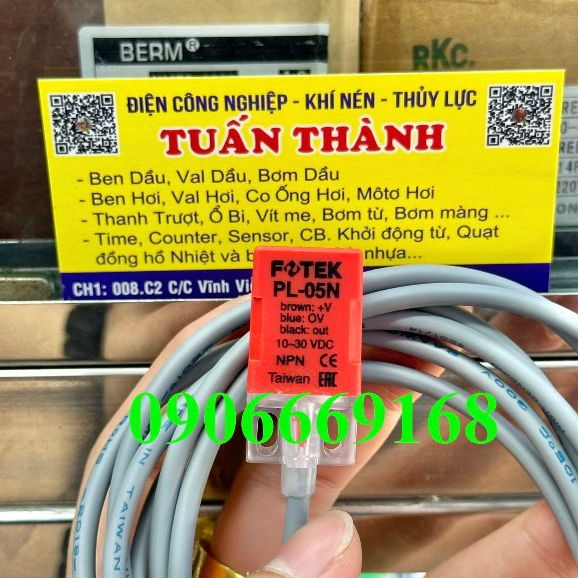 BERM®
RKC.
ĐIỆN CÔNG NGHIỆP - KHÍ NÉN - THỦY LỰC
TUẤN THÀNH
- Ben Dầu, Val Dầu, Bơm Dầu
- Ben Hơi, Val Hơi, Co Ống Hơi, Môtơ Hơi
- Thanh Trượt, Ổ Bi, Vít me, Bơm từ, Bơm màng ...
- Time, Counter, Sensor, CB. Khởi động từ, Quạt
đồng hồ Nhiệt và nhựa...
CH1: 008.C2 C/C Vĩnh
FOTEK
PL-05N
brown: +V
blue: OV
black: out
10~30 VDC
NPN CE
Taiwan EAC
0906669168
TAIWAN
300V
105°C